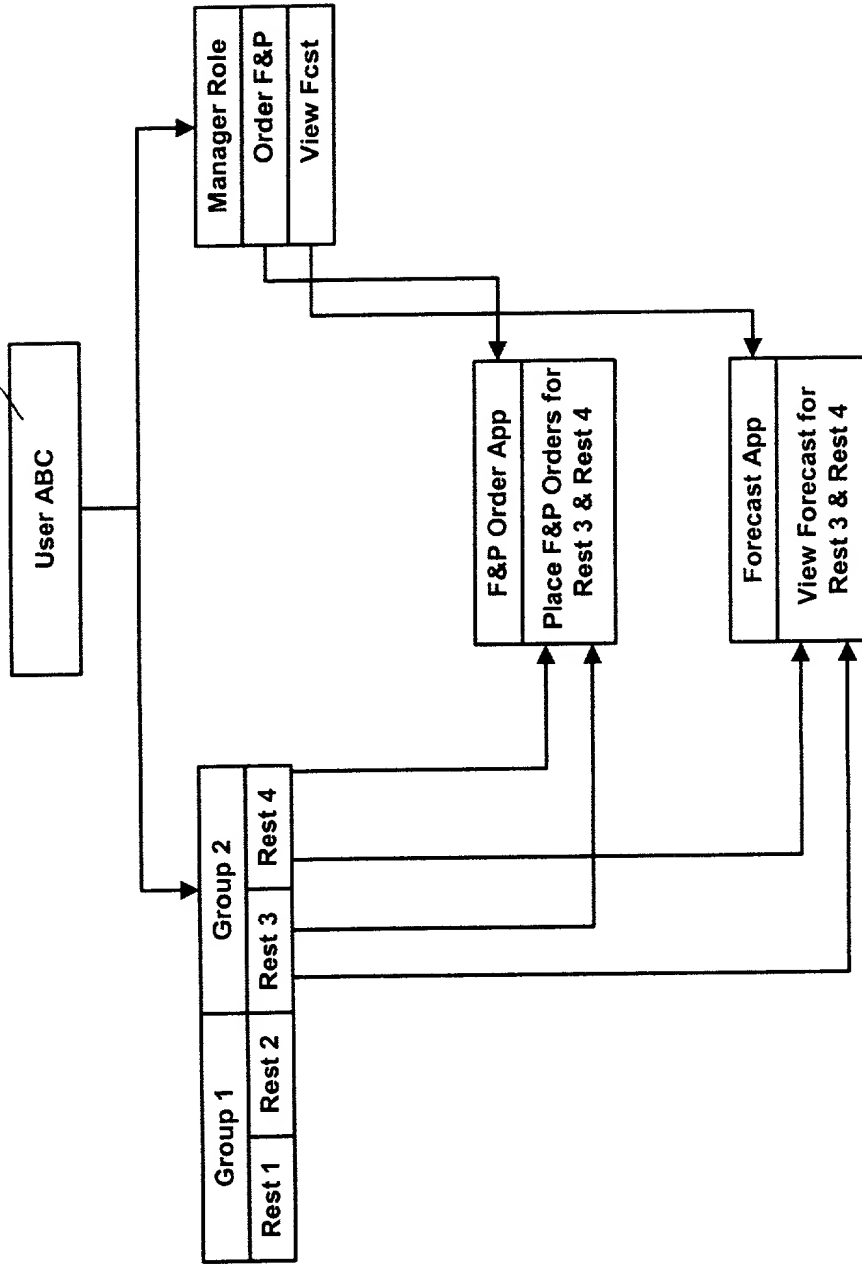 User ABC
Group 1
Group 2
Rest 1
Rest 2
Rest 3
Rest 4
Manager Role
Order F&P
View Fcst
F&P Order App
Place F&P Orders for
Rest 3 & Rest 4
Forecast App
View Forecast for
Rest 3 & Rest 4